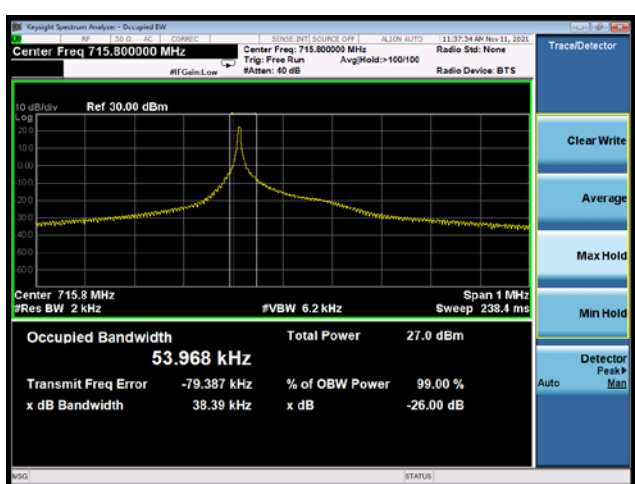 Keysight Spectrum Analyzer - Occupied BW
RF 50 Ω AC CORREC SENSE:INT SOURCE OFF ALIGN AUTO 11:37:34 AM Nov 11, 2021
Center Freq 715.800000 MHz Center Freq: 715.800000 MHz Radio Std: None
Trig: Free Run Avg|Hold:>100/100
#IFGain:Low #Atten: 40 dB Radio Device: BTS
Trace/Detector
10 dB/div Ref 30.00 dBm
Log
20.0
10.0
0.00
-10.0
-20.0
-30.0
-40.0
-50.0
-60.0
Center 715.8 MHz Span 1 MHz
#Res BW 2 kHz #VBW 6.2 kHz Sweep 238.4 ms
Occupied Bandwidth Total Power 27.0 dBm
53.968 kHz
Transmit Freq Error -79.387 kHz % of OBW Power 99.00 %
x dB Bandwidth 38.39 kHz x dB -26.00 dB
Clear Write
Average
Max Hold
Min Hold
Detector
Peak▶
Auto Man
MSG STATUS